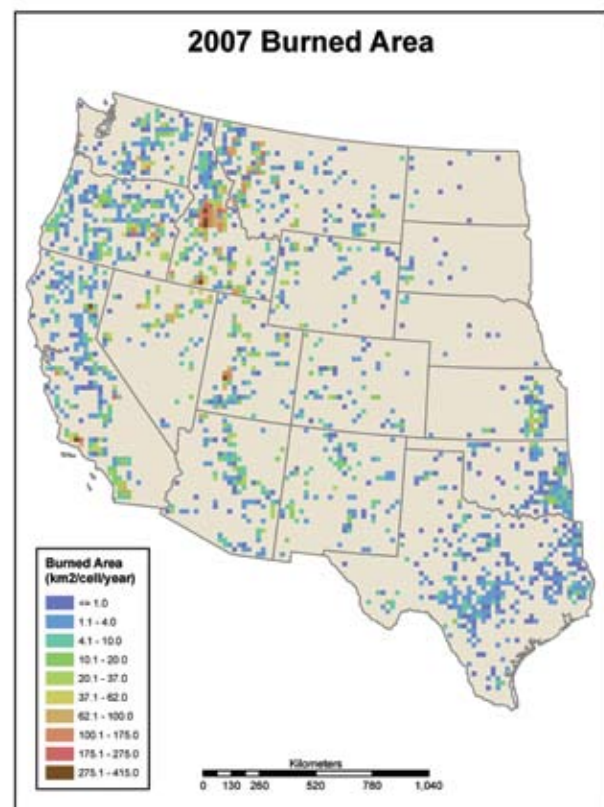 2007 Burned Area
Burned Area
(km2/cell/year)
<= 1.0
1.1 - 4.0
4.1 - 10.0
10.1 - 20.0
20.1 - 37.0
37.1 - 62.0
62.1 - 100.0
100.1 - 175.0
175.1 - 275.0
275.1 - 415.0
Kilometers
0 130 260 520 780 1,040